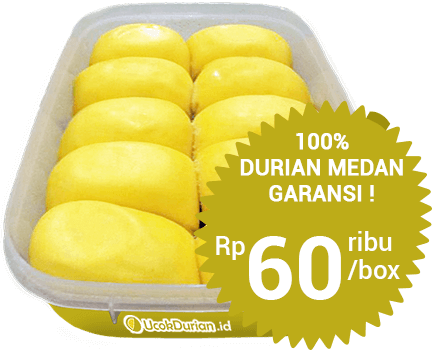 100%
DURIAN MEDAN
GARANSI !
Rp 60 ribu
/box
UcokDurian.id